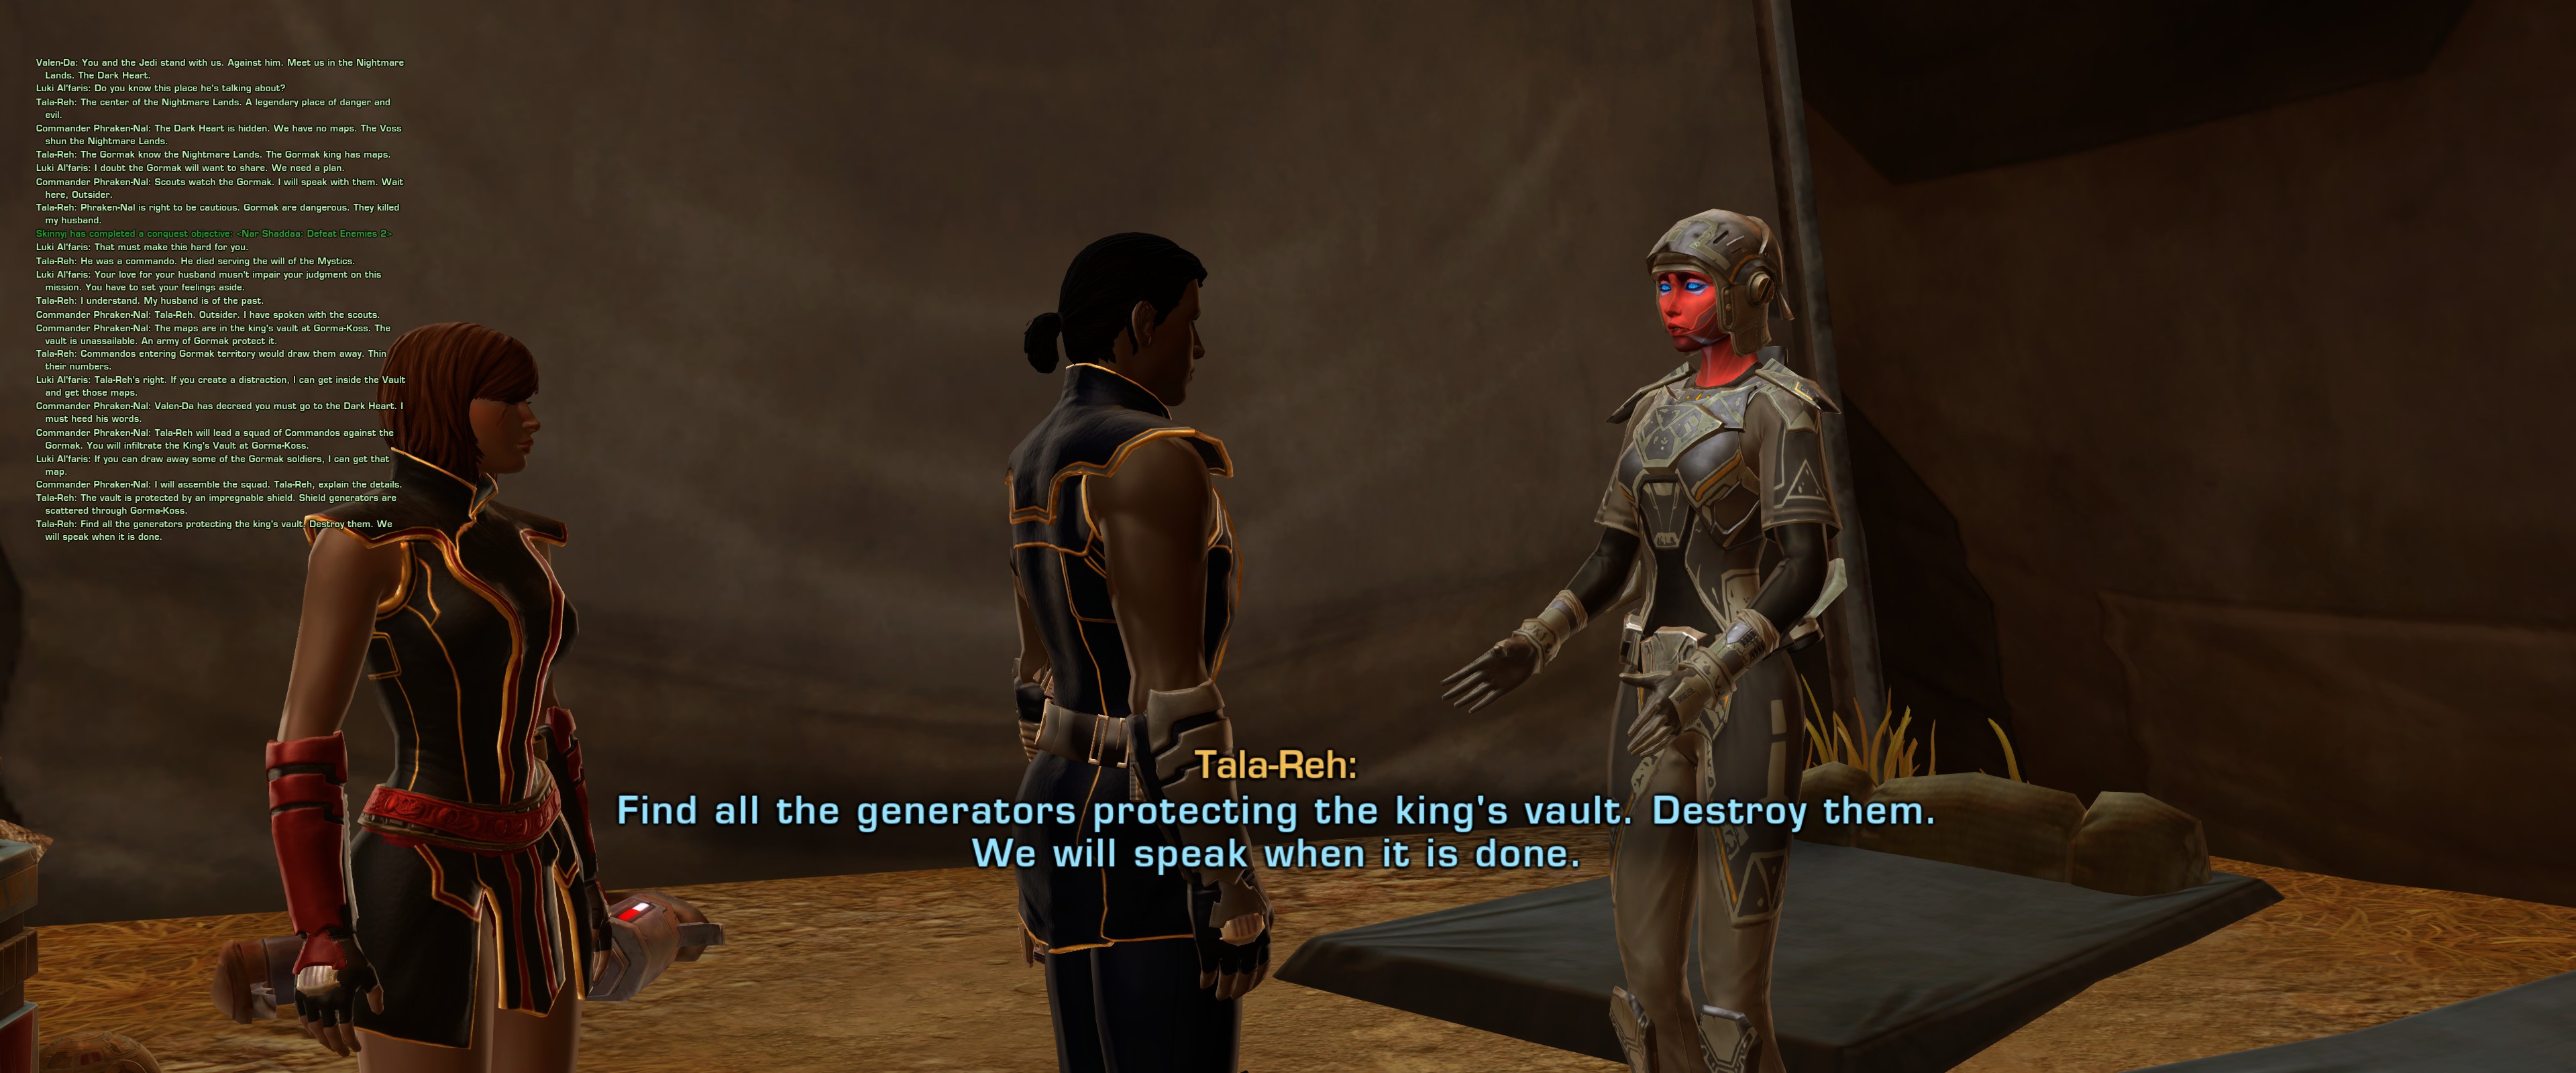 Valen-Da: You and the Jedi stand with us. Against him. Meet us in the Nightmare
Lands. The Dark Heart.
Luki Al'faris: Do you know this place he's talking about?
Tala-Reh: The center of the Nightmare Lands. A legendary place of danger and
evil.
Commander Phraken-Nal: The Dark Heart is hidden. We have no maps. The Voss
shun the Nightmare Lands.
Tala-Reh: The Gormak know the Nightmare Lands. The Gormak king has maps.
Luki Al'faris: I doubt the Gormak will want to share. We need a plan.
Commander Phraken-Nal: Scouts watch the Gormak. I will speak with them. Wait
here, Outsider.
Tala-Reh: Phraken-Nal is right to be cautious. Gormak are dangerous. They killed
my husband.
Skinnyj has completed a conquest objective: <Nar Shaddaa: Defeat Enemies 2>
Luki Al'faris: That must make this hard for you.
Tala-Reh: He was a commando. He died serving the will of the Mystics.
Luki Al'faris: Your love for your husband musn't impair your judgment on this
mission. You have to set your feelings aside.
Tala-Reh: I understand. My husband is of the past.
Commander Phraken-Nal: Tala-Reh. Outsider. I have spoken with the scouts.
Commander Phraken-Nal: The maps are in the king's vault at Gorma-Koss. The
vault is unassailable. An army of Gormak protect it.
Tala-Reh: Commandos entering Gormak territory would draw them away. Thin
their numbers.
Luki Al'faris: Tala-Reh's right. If you create a distraction, I can get inside the Vault
and get those maps.
Commander Phraken-Nal: Valen-Da has decreed you must go to the Dark Heart. I
must heed his words.
Commander Phraken-Nal: Tala-Reh will lead a squad of Commandos against the
Gormak. You will infiltrate the King's Vault at Gorma-Koss.
Luki Al'faris: If you can draw away some of the Gormak soldiers, I can get that
map.
Commander Phraken-Nal: I will assemble the squad. Tala-Reh, explain the details.
Tala-Reh: The vault is protected by an impregnable shield. Shield generators are
scattered through Gorma-Koss.
Tala-Reh: Find all the generators protecting the king's vault. Destroy them. We
will speak when it is done.
Tala-Reh:
Find all the generators protecting the king's vault. Destroy them.
We will speak when it is done.